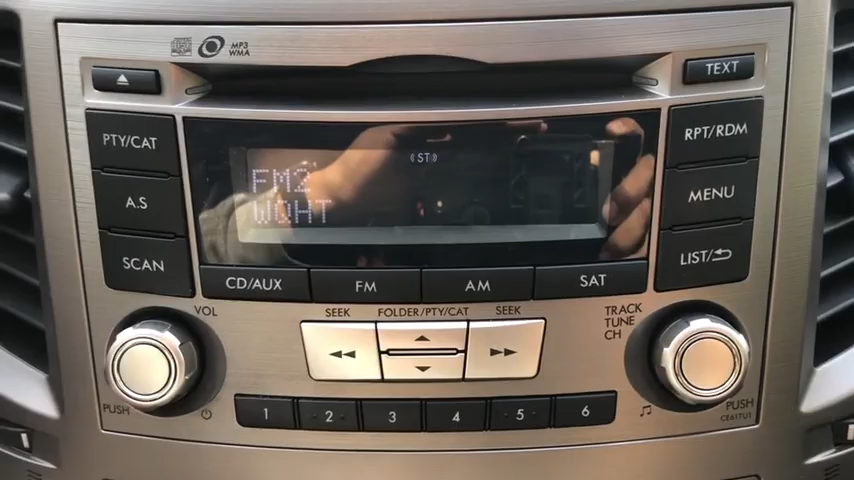 MP3
WMA
TEXT
PTY/CAT
A.S
SCAN
RPT/RDM
MENU
LIST/
ST
FM2
WQHT
CD/AUX
FM
AM
SAT
VOL
SEEK
FOLDER/PTY/CAT
SEEK
TRACK
TUNE
CH
PUSH
1
2
3
4
5
6
PUSH
CE617U1